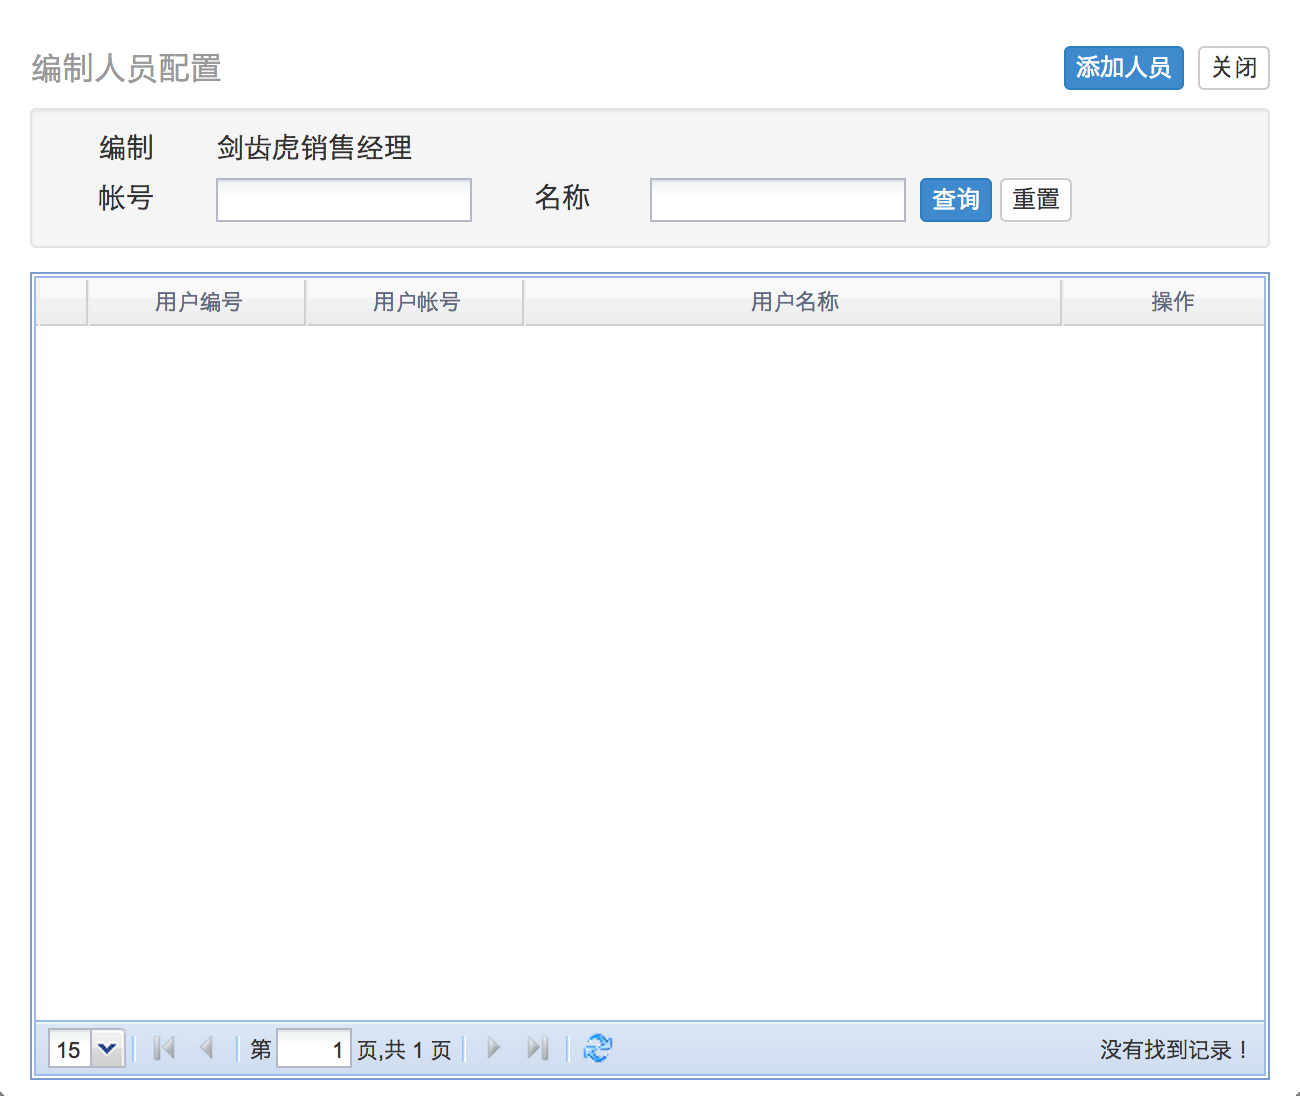 编制人员配置 添加人员 关闭
编制 剑齿虎销售经理
帐号 名称 查询 重置
用户编号 用户帐号 用户名称 操作
15 第 1 页,共 1 页 没有找到记录！